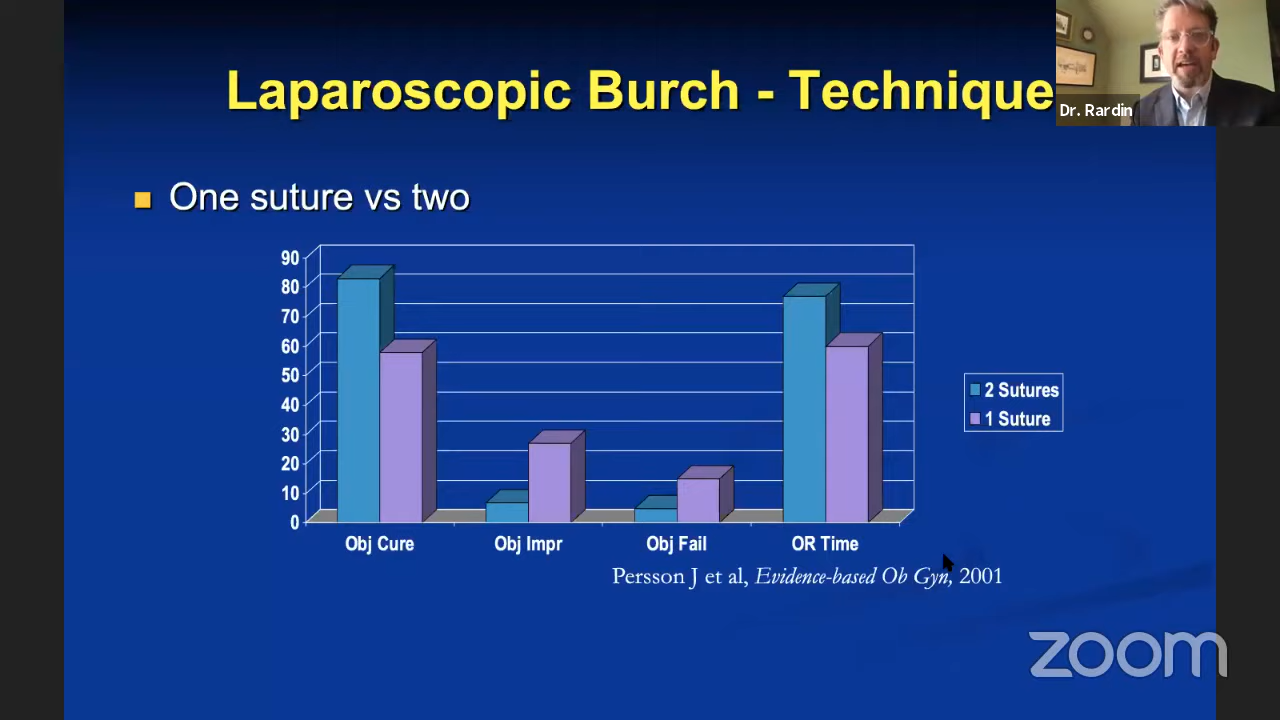 Laparoscopic Burch - Technique
Dr. Rardin
One suture vs two
90
80
70
60
50
40
30
20
10
0
Obj Cure Obj Impr Obj Fail OR Time
2 Sutures
1 Suture
Persson J et al, Evidence-based Ob Gyn, 2001
zoom